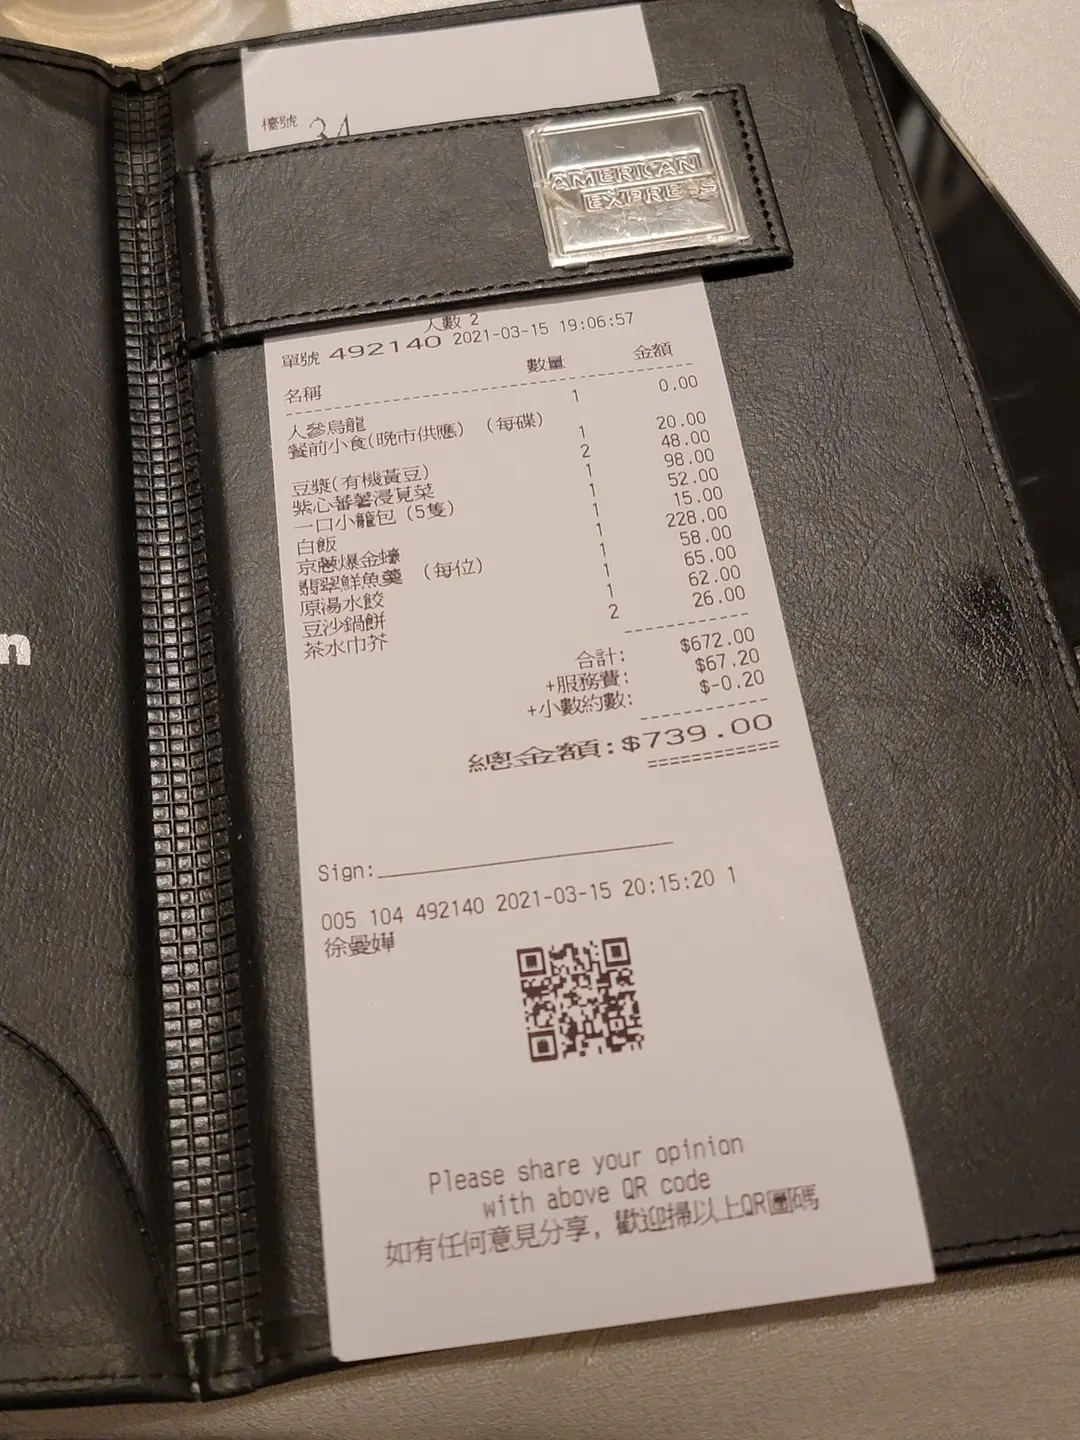 檯號 34
AMERICAN
EXPRESS
人數 2
單號 492140 2021-03-15 19:06:57
名稱 數量 金額
人參烏龍 1 0.00
餐前小食(晚市供應) (每碟) 1 20.00
豆漿(有機黃豆) 2 48.00
紫心蕃薯浸莧菜 1 98.00
一口小籠包 (5隻) 1 52.00
白飯 1 15.00
京蔥爆金蠔 1 228.00
翡翠鮮魚羹 (每位) 1 58.00
原湯水餃 1 65.00
豆沙鍋餅 1 62.00
茶水巾芥 2 26.00
合計: $672.00
+服務費: $67.20
+小數約數: $-0.20
總金額:$739.00
Sign:
005 104 492140 2021-03-15 20:15:20 1
徐曼嬅
Please share your opinion
with above QR code
如有任何意見分享, 歡迎掃以上QR圖碼
n